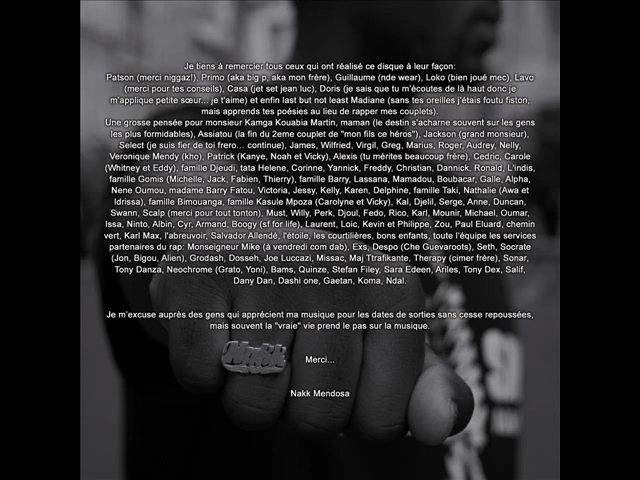 Je tiens à remercier tous ceux qui ont réalisé ce disque à leur façon:
Patson (merci niggaz!), Primo (aka big p, aka mon frère), Guillaume (nde wear), Loko (bien joué mec), Lavo
(merci pour tes conseils), Casa (jet set jean luc), Doris (je sais que tu m'écoutes de là haut donc je
m'applique petite sœur... je t'aime) et enfin last but not least Madiane (sans tes oreilles j'étais foutu fiston,
mais apprends tes poésies au lieu de rapper mes couplets).
Une grosse pensée pour monsieur Kamga Kouabia Martin, maman (le destin s'acharne souvent sur les gens
les plus formidables), Assiatou (la fin du 2eme couplet de "mon fils ce héros"), Jackson (grand monsieur),
Select (je suis fier de toi frero... continue), James, Wilfried, Virgil, Greg, Marius, Roger, Audrey, Nelly,
Veronique Mendy (kho), Patrick (Kanye, Noah et Vicky), Alexis (tu mérites beaucoup frère), Cedric, Carole
(Whitney et Eddy), famille Djeudi, tata Helene, Corinne, Yannick, Freddy, Christian, Dannick, Ronald, L'indis,
famille Gomis (Michelle, Jack, Fabien, Thierry), famille Barry, Lassana, Mamadou, Boubacar, Galle, Alpha,
Nene Oumou, madame Barry Fatou, Victoria, Jessy, Kelly, Karen, Delphine, famille Taki, Nathalie (Awa et
Idrissa), famille Bimouanga, famille Kasule Mpoza (Carolyne et Vicky), Kal, Djelil, Serge, Anne, Duncan,
Swann, Scalp (merci pour tout tonton), Must, Willy, Perk, Djoul, Fedo, Rico, Karl, Mounir, Michael, Oumar,
Issa, Ninto, Albin, Cyr, Armand, Boogy (sf for life), Laurent, Loic, Kevin et Philippe, Zou, Paul Eluard, chemin
vert, Karl Max, l'abreuvoir, Salvador Allendé, l'étoile, les courtilières, bons enfants, toute l'équipe les services
partenaires du rap: Monseigneur Mike (à vendredi com dab), Exs, Despo (Che Guevaroots), Seth, Socrate
(Jon, Bigou, Alien), Grodash, Dosseh, Joe Luccazi, Missac, Maj Ttrafikante, Therapy (cimer frère), Sonar,
Tony Danza, Neochrome (Grato, Yoni), Bams, Quinze, Stefan Filey, Sara Edeen, Ariles, Tony Dex, Salif,
Dany Dan, Dashi one, Gaetan, Koma, Ndal.
Je m'excuse auprès des gens qui apprécient ma musique pour les dates de sorties sans cesse repoussées,
mais souvent la "vraie" vie prend le pas sur la musique.
Merci...
Nakk Mendosa
Nakk